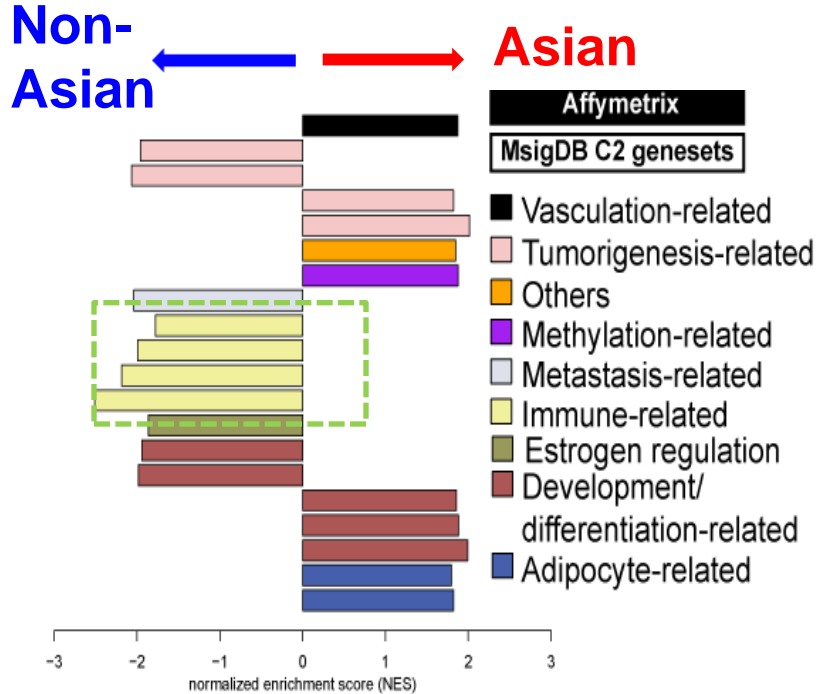 Non-
Asian
Asian
Affymetrix
MsigDB C2 genesets
Vasculation-related
Tumorigenesis-related
Others
Methylation-related
Metastasis-related
Immune-related
Estrogen regulation
Development/
differentiation-related
Adipocyte-related
−3 −2 −1 0 1 2 3
normalized enrichment score (NES)